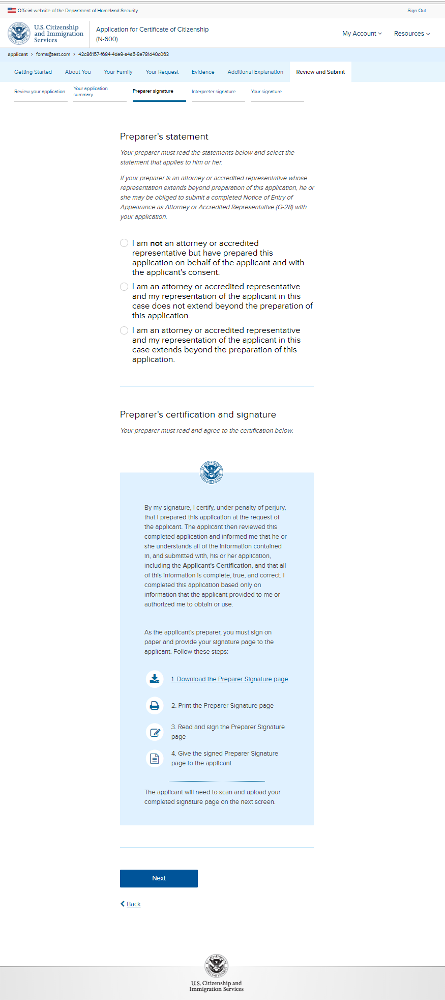 Official website of the Department of Homeland Security
Sign Out
U.S. Citizenship
and Immigration
Services
Application for Certificate of Citizenship
(N-600)
My Account
Resources
applicant > forms@test.com > 42c86157-f684-4de9-a4a5-8e781d40c063
Getting Started
About You
Your Family
Your Request
Evidence
Additional Explanation
Review and Submit
Review your application
Your application
summary
Preparer signature
Interpreter signature
Your signature
Preparer's statement
Your preparer must read the statements below and select the
statement that applies to him or her.
If your preparer is an attorney or accredited representative whose
representation extends beyond preparation of this application, he or
she may be obliged to submit a completed Notice of Entry of
Appearance as Attorney or Accredited Representative (G-28) with
your application.
I am not an attorney or accredited
representative but have prepared this
application on behalf of the applicant and with
the applicant's consent.
I am an attorney or accredited representative
and my representation of the applicant in this
case does not extend beyond the preparation of
this application.
I am an attorney or accredited representative
and my representation of the applicant in this
case extends beyond the preparation of this
application.
Preparer's certification and signature
Your preparer must read and agree to the certification below.
By my signature, I certify, under penalty of perjury,
that I prepared this application at the request of
the applicant. The applicant then reviewed this
completed application and informed me that he or
she understands all of the information contained
in, and submitted with, his or her application,
including the Applicant's Certification, and that all
of this information is complete, true, and correct. I
completed this application based only on
information that the applicant provided to me or
authorized me to obtain or use.
As the applicant's preparer, you must sign on
paper and provide your signature page to the
applicant. Follow these steps:
1. Download the Preparer Signature page
2. Print the Preparer Signature page
3. Read and sign the Preparer Signature
page
4. Give the signed Preparer Signature
page to the applicant
The applicant will need to scan and upload your
completed signature page on the next screen.
Next
Back
U.S. Citizenship and
Immigration Services